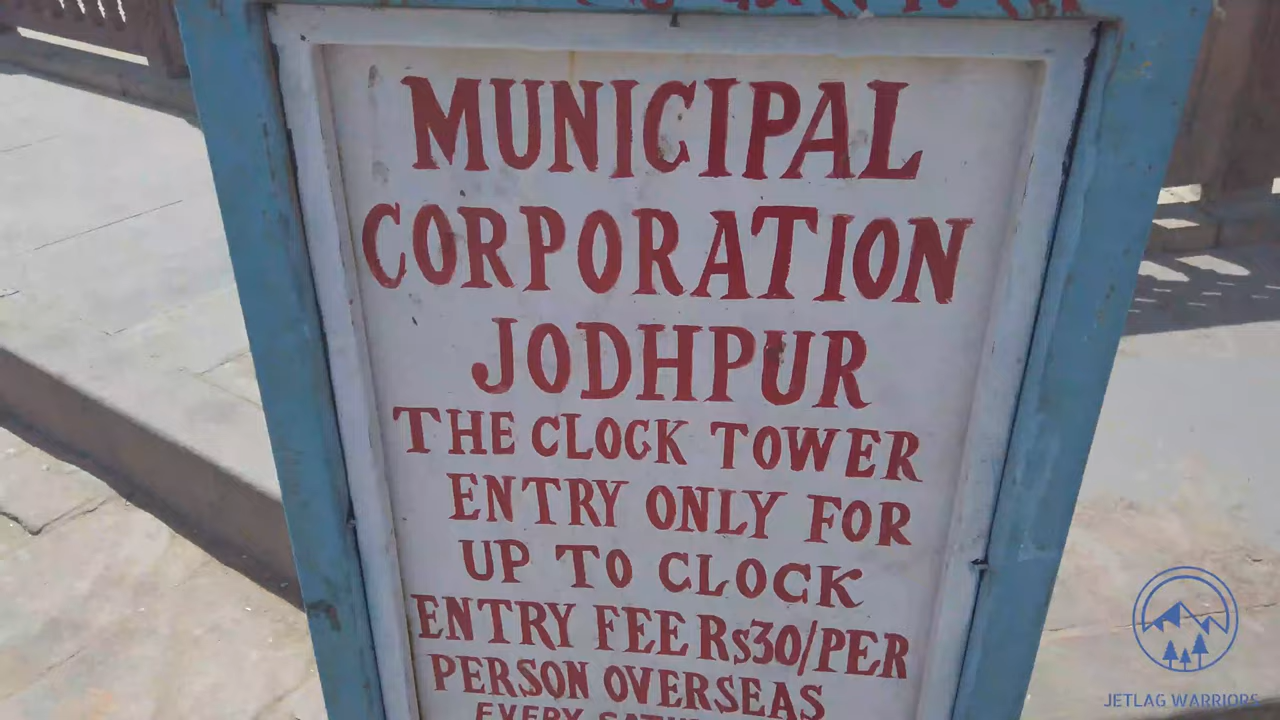 MUNICIPAL
CORPORATION
JODHPUR
THE CLOCK TOWER
ENTRY ONLY FOR
UP TO CLOCK
ENTRY FEE Rs30/PER
PERSON OVERSEAS
EVERY
JETLAG WARRIORS